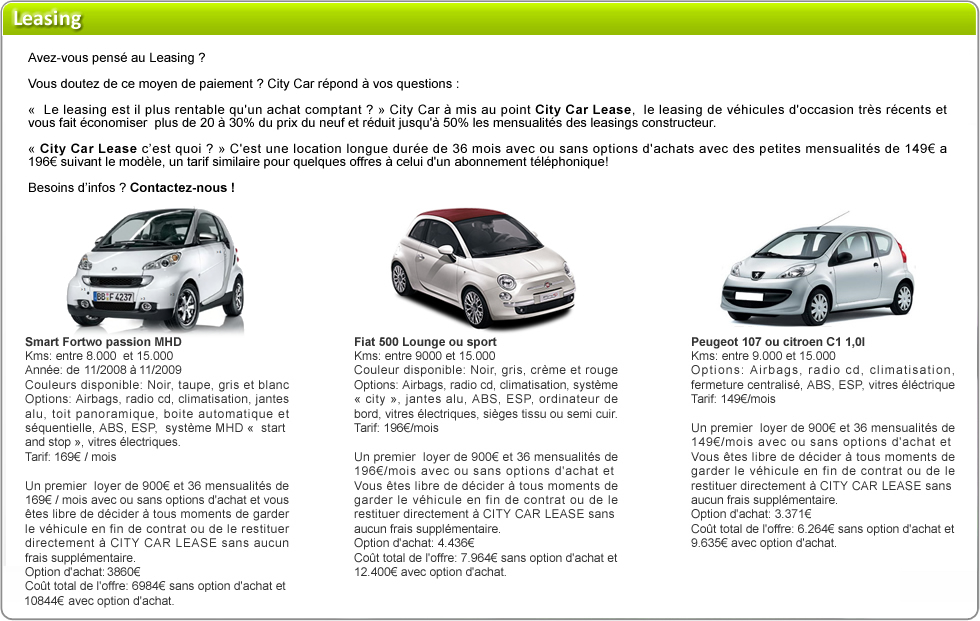 Leasing
Avez-vous pensé au Leasing ?
Vous doutez de ce moyen de paiement ? City Car répond à vos questions :
«  Le leasing est il plus rentable qu'un achat comptant ? » City Car à mis au point City Car Lease,  le leasing de véhicules d'occasion très récents et
vous fait économiser  plus de 20 à 30% du prix du neuf et réduit jusqu'à 50% les mensualités des leasings constructeur.
« City Car Lease c'est quoi ? » C'est une location longue durée de 36 mois avec ou sans options d'achats avec des petites mensualités de 149€ a
196€ suivant le modèle, un tarif similaire pour quelques offres à celui d'un abonnement téléphonique!
Besoins d'infos ? Contactez-nous !
BB F 4237
Smart Fortwo passion MHD
Kms: entre 8.000  et 15.000
Année: de 11/2008 à 11/2009
Couleurs disponible: Noir, taupe, gris et blanc
Options: Airbags, radio cd, climatisation, jantes
alu, toit panoramique, boite automatique et
séquentielle, ABS, ESP,  système MHD «  start
and stop », vitres électriques.
Tarif: 169€ / mois
Un premier  loyer de 900€ et 36 mensualités de
169€ / mois avec ou sans options d'achat et vous
êtes libre de décider à tous moments de garder
le véhicule en fin de contrat ou de le restituer
directement à CITY CAR LEASE sans aucun
frais supplémentaire.
Option d'achat: 3860€
Coût total de l'offre: 6984€ sans option d'achat et
10844€ avec option d'achat.
Fiat 500 Lounge ou sport
Kms: entre 9000 et 15.000
Couleur disponible: Noir, gris, crème et rouge
Options: Airbags, radio cd, climatisation, système
« city », jantes alu, ABS, ESP, ordinateur de
bord, vitres électriques, sièges tissu ou semi cuir.
Tarif: 196€/mois
Un premier  loyer de 900€ et 36 mensualités de
196€/mois avec ou sans options d'achat et
Vous êtes libre de décider à tous moments de
garder le véhicule en fin de contrat ou de le
restituer directement à CITY CAR LEASE sans
aucun frais supplémentaire.
Option d'achat: 4.436€
Coût total de l'offre: 7.964€ sans option d'achat et
12.400€ avec option d'achat.
Peugeot 107 ou citroen C1 1,0l
Kms: entre 9.000 et 15.000
Options: Airbags, radio cd, climatisation,
fermeture centralisé, ABS, ESP, vitres éléctrique
Tarif: 149€/mois
Un premier  loyer de 900€ et 36 mensualités de
149€/mois avec ou sans options d'achat et
Vous êtes libre de décider à tous moments de
garder le véhicule en fin de contrat ou de le
restituer directement à CITY CAR LEASE sans
aucun frais supplémentaire.
Option d'achat: 3.371€
Coût total de l'offre: 6.264€ sans option d'achat et
9.635€ avec option d'achat.